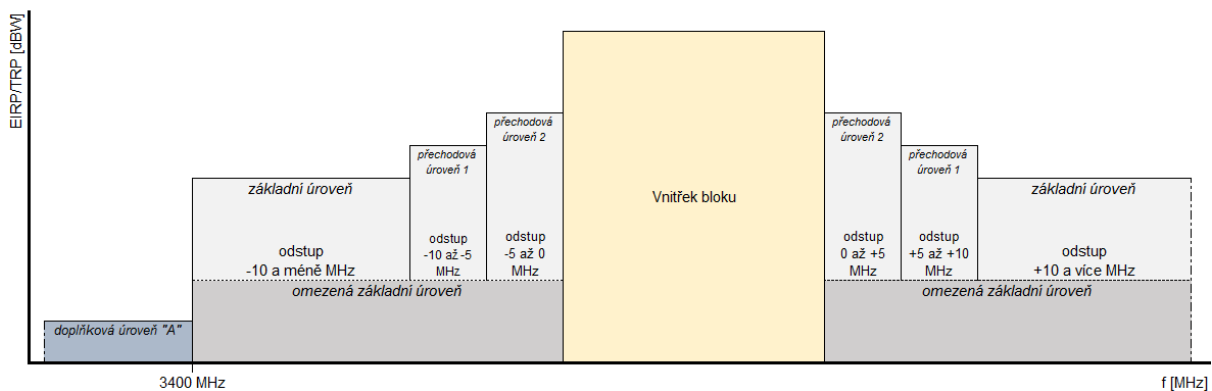 EIRP/TRP [dBW]
přechodová
úroveň 2
přechodová
úroveň 1
základní úroveň
odstup
-10 a méně MHz
odstup
-10 až -5
MHz
odstup
-5 až 0
MHz
omezená základní úroveň
doplňková úroveň "A"
Vnitřek bloku
přechodová
úroveň 2
přechodová
úroveň 1
základní úroveň
odstup
0 až +5
MHz
odstup
+5 až +10
MHz
odstup
+10 a více MHz
omezená základní úroveň
3400 MHz
f [MHz]